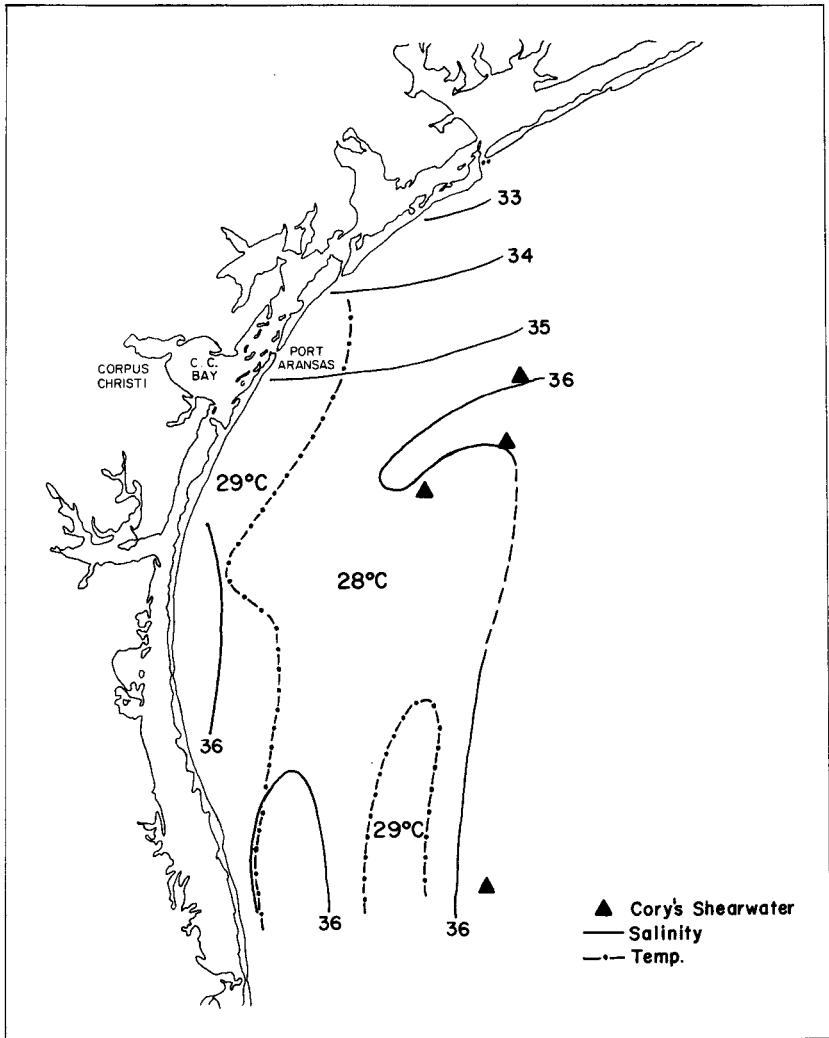 33
34
35
36
PORT
ARANSAS
C. C.
BAY
CORPUS
CHRISTI
29°C
28°C
36
29°C
36
36
▲ Cory's Shearwater
Salinity
Temp.